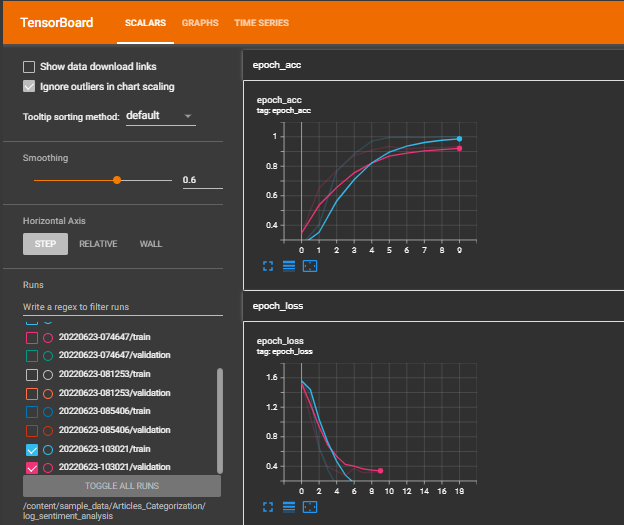 TensorBoard
SCALARS GRAPHS TIME SERIES
Show data download links
Ignore outliers in chart scaling
Tooltip sorting method: default
Smoothing
0.6
Horizontal Axis
STEP RELATIVE WALL
Runs
Write a regex to filter runs
20220623-074647/train
20220623-074647/validation
20220623-081253/train
20220623-081253/validation
20220623-085406/train
20220623-085406/validation
20220623-103021/train
20220623-103021/validation
TOGGLE ALL RUNS
/content/sample_data/Articles_Categorization/
log_sentiment_analysis
epoch_acc
epoch_acc
tag: epoch_acc
1
0.8
0.6
0.4
0 1 2 3 4 5 6 7 8 9
epoch_loss
epoch_loss
tag: epoch_loss
1.6
1.2
0.8
0.4
0 2 4 6 8 10 12 14 16 18